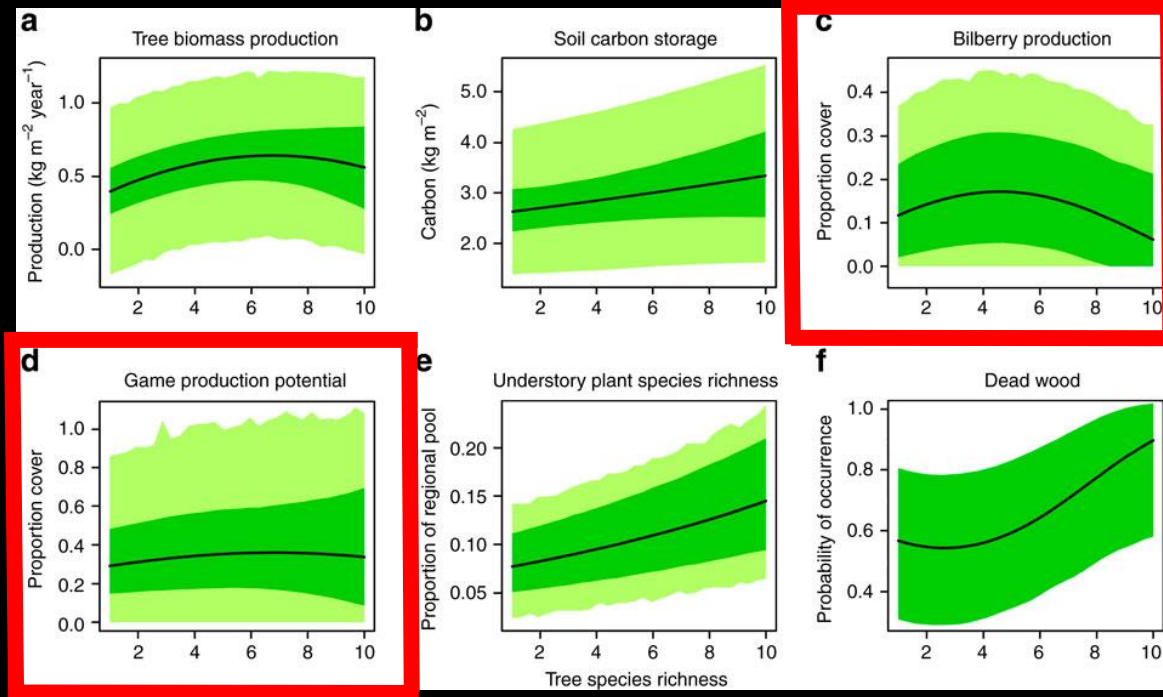 a
Tree biomass production
Production (kg m⁻² year⁻¹)
1.0
0.5
0.0
2 4 6 8 10
b
Soil carbon storage
Carbon (kg m⁻²)
5.0
4.0
3.0
2.0
2 4 6 8 10
c
Bilberry production
Proportion cover
0.4
0.3
0.2
0.1
0.0
2 4 6 8 10
d
Game production potential
Proportion cover
1.0
0.8
0.6
0.4
0.2
0.0
2 4 6 8 10
e
Understory plant species richness
Proportion of regional pool
0.20
0.15
0.10
0.05
2 4 6 8 10
Tree species richness
f
Dead wood
Probability of occurrence
1.0
0.8
0.6
0.4
2 4 6 8 10